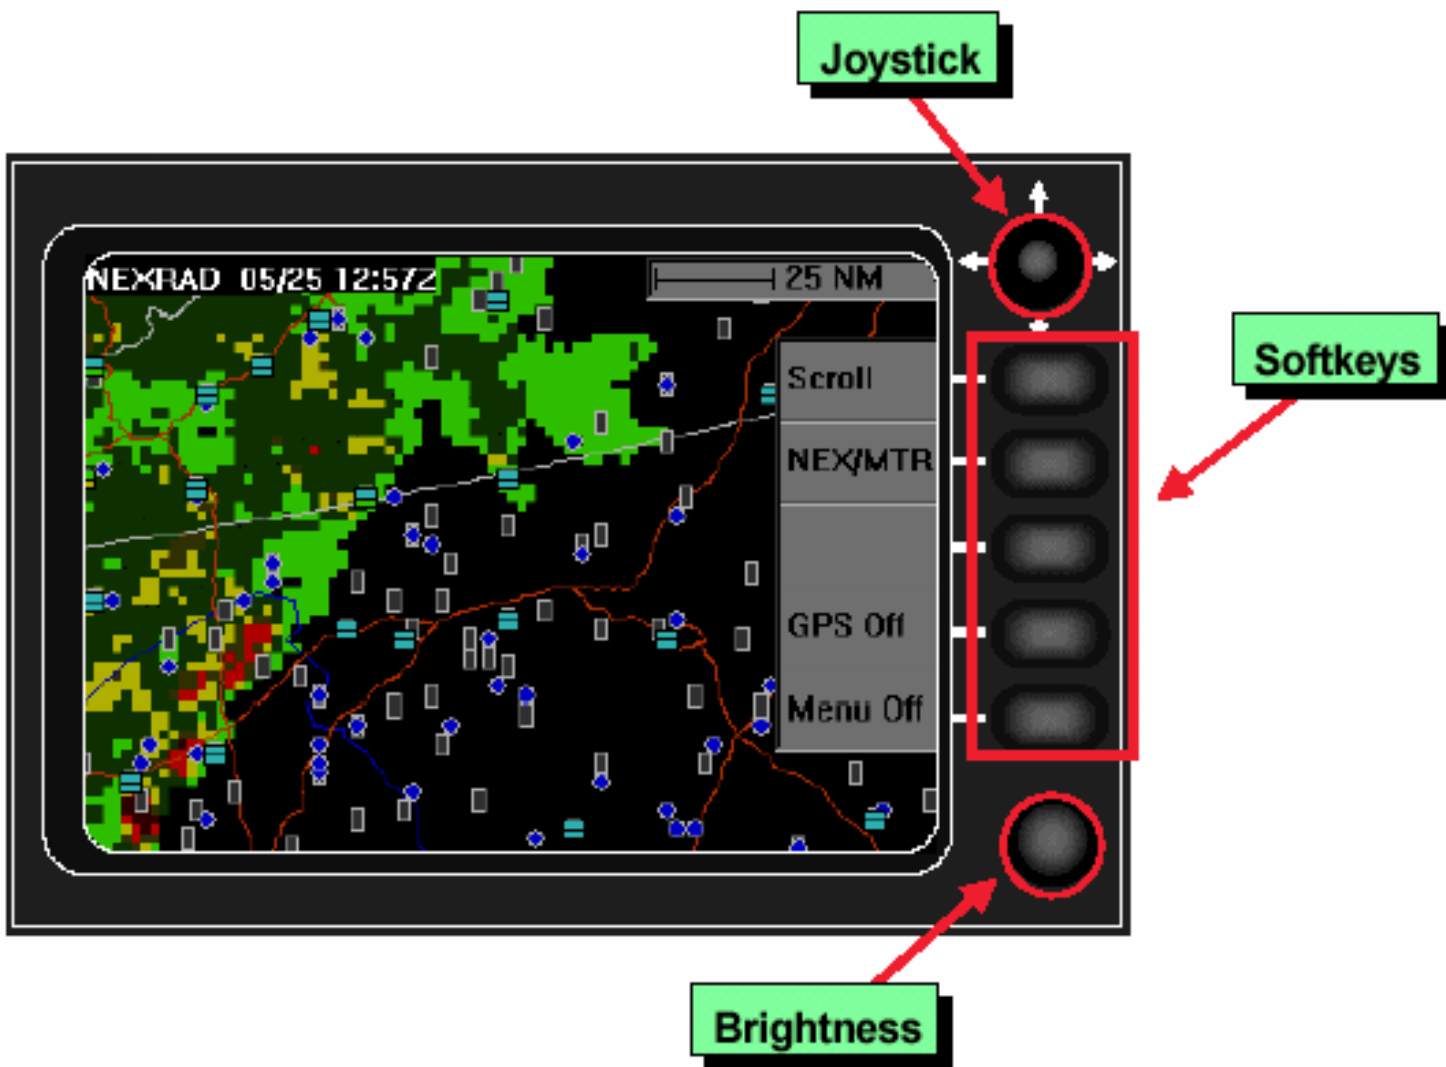 Joystick
NEXRAD 05/25 12:57Z
25 NM
Scroll
Softkeys
NEX/MTR
GPS Off
Menu Off
Brightness